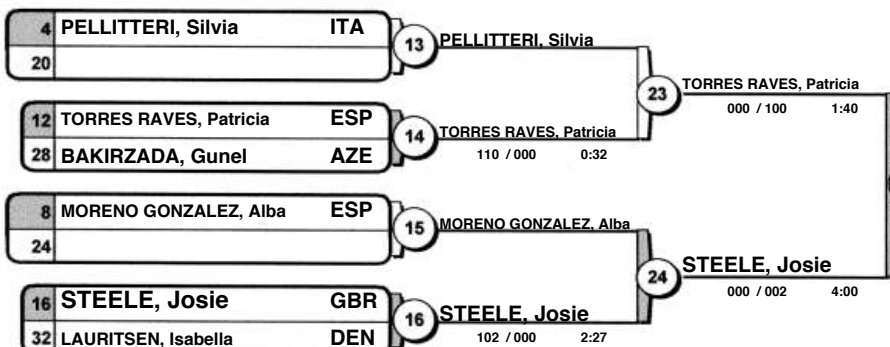 4 PELLITTERI, Silvia ITA
20
13 PELLITTERI, Silvia
12 TORRES RAVES, Patricia ESP
28 BAKIRZADA, Gunel AZE
14 TORRES RAVES, Patricia
110 / 000 0:32
23 TORRES RAVES, Patricia
000 / 100 1:40
8 MORENO GONZALEZ, Alba ESP
24
15 MORENO GONZALEZ, Alba
16 STEELE, Josie GBR
32 LAURITSEN, Isabella DEN
16 STEELE, Josie
102 / 000 2:27
24 STEELE, Josie
000 / 002 4:00